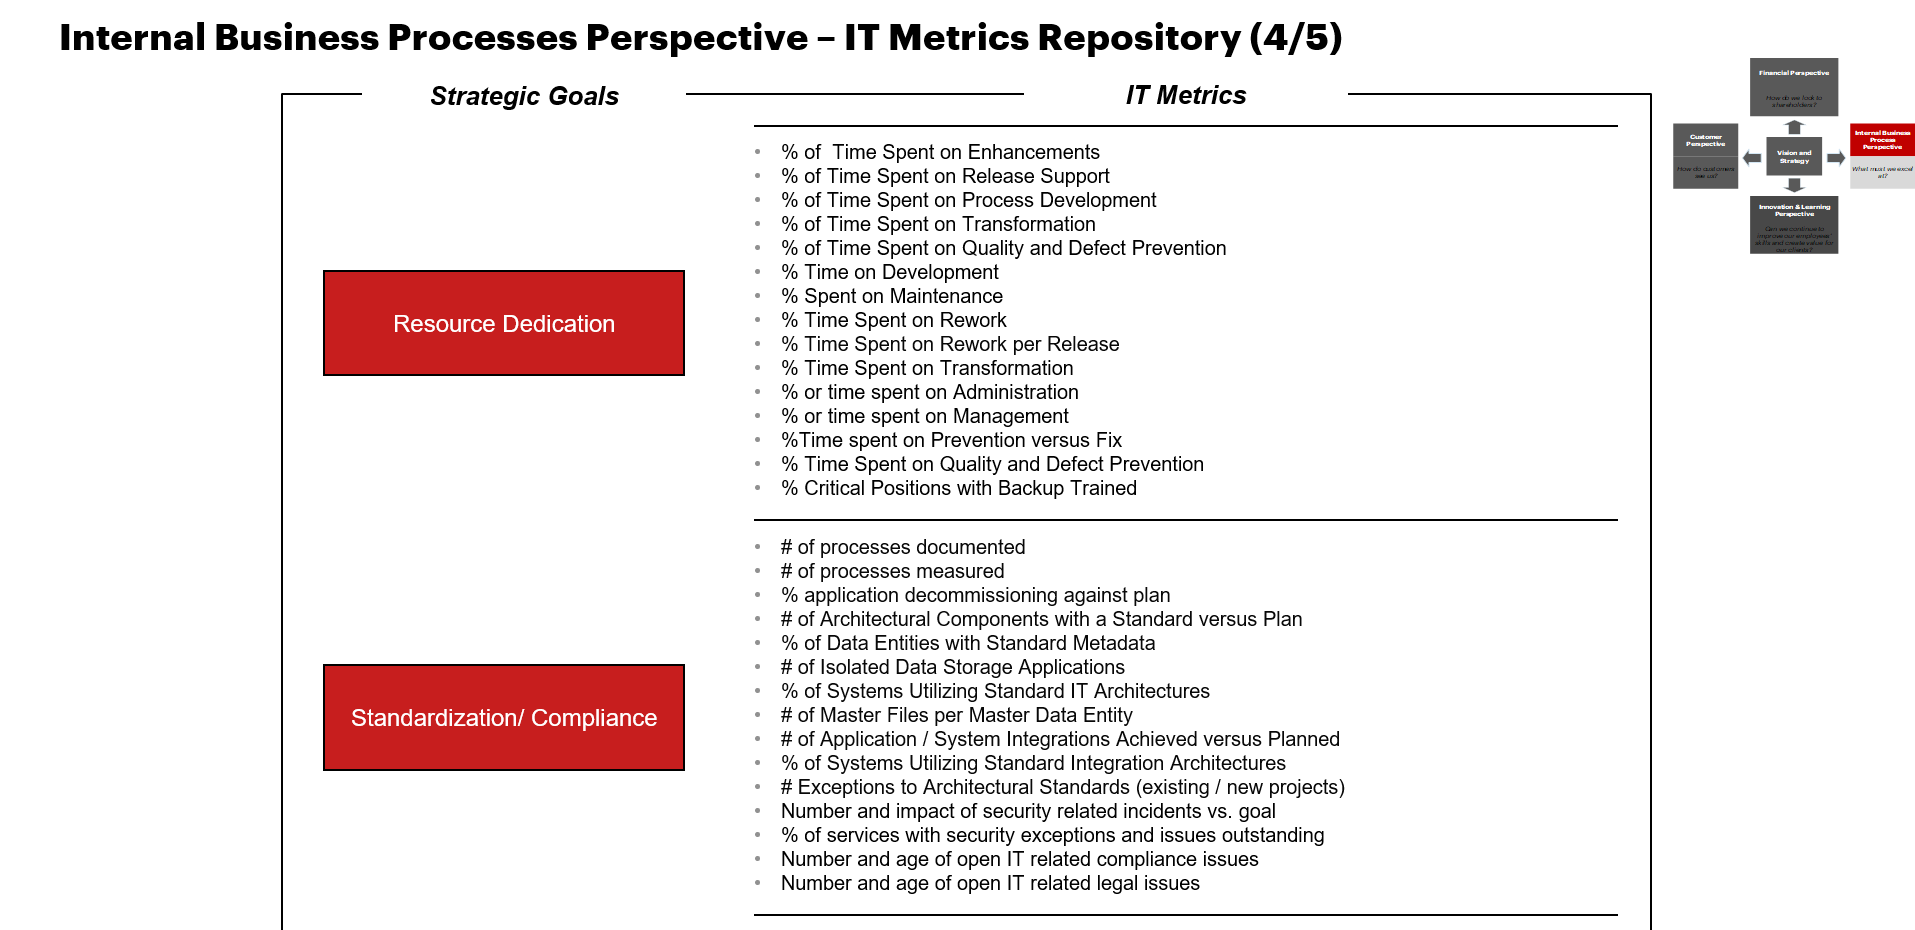 Internal Business Processes Perspective – IT Metrics Repository (4/5)
Strategic Goals
IT Metrics
Resource Dedication
% of  Time Spent on Enhancements
% of Time Spent on Release Support
% of Time Spent on Process Development
% of Time Spent on Transformation
% of Time Spent on Quality and Defect Prevention
% Time on Development
% Spent on Maintenance
% Time Spent on Rework
% Time Spent on Rework per Release
% Time Spent on Transformation
% or time spent on Administration
% or time spent on Management
%Time spent on Prevention versus Fix
% Time Spent on Quality and Defect Prevention
% Critical Positions with Backup Trained
Standardization/ Compliance
# of processes documented
# of processes measured
% application decommissioning against plan
# of Architectural Components with a Standard versus Plan
% of Data Entities with Standard Metadata
# of Isolated Data Storage Applications
% of Systems Utilizing Standard IT Architectures
# of Master Files per Master Data Entity
# of Application / System Integrations Achieved versus Planned
% of Systems Utilizing Standard Integration Architectures
# Exceptions to Architectural Standards (existing / new projects)
Number and impact of security related incidents vs. goal
% of services with security exceptions and issues outstanding
Number and age of open IT related compliance issues
Number and age of open IT related legal issues
Financial Perspective
How do we look to
shareholders?
Customer
Perspective
How do customers
see us?
Vision and
Strategy
Internal Business
Process
Perspective
What must we excel
at?
Innovation & Learning
Perspective
Can we continue to
improve our employees'
skills and create value for
our clients?